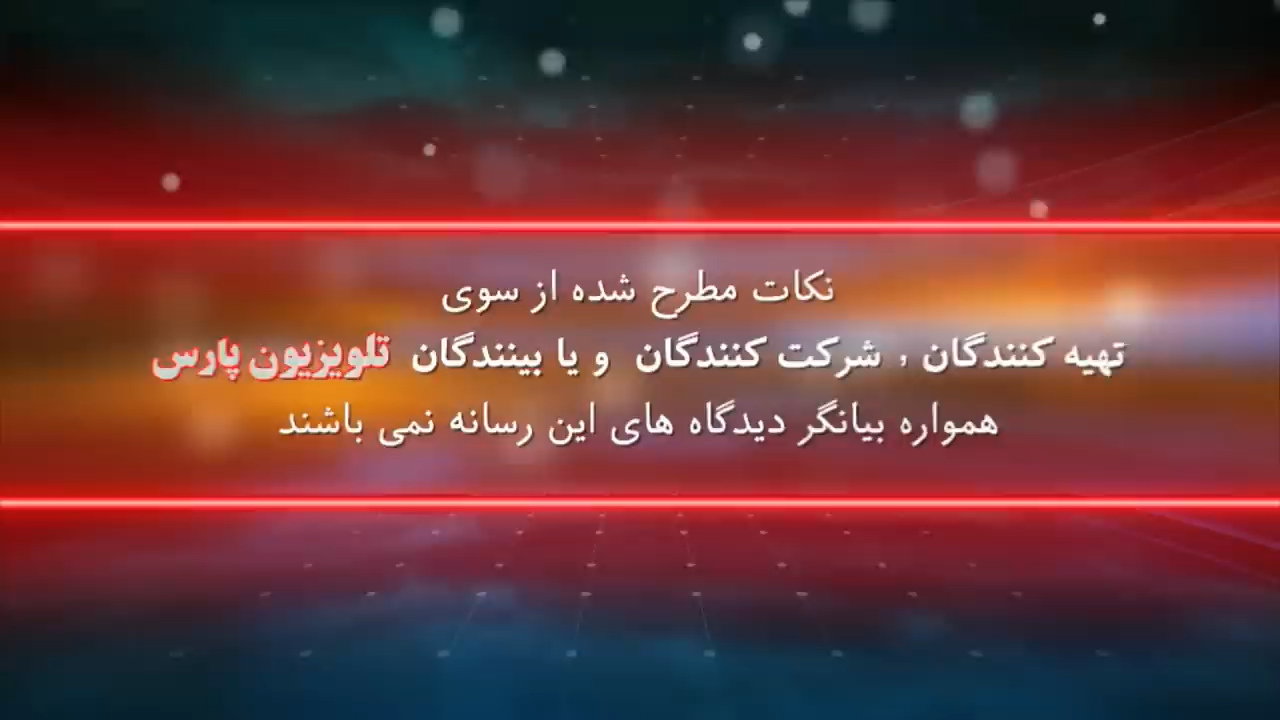 نکات مطرح شده از سوی
تهیه کنندگان , شرکت کنندگان و یا بینندگان تلویزیون پارس
همواره بیانگر دیدگاه های این رسانه نمی باشند